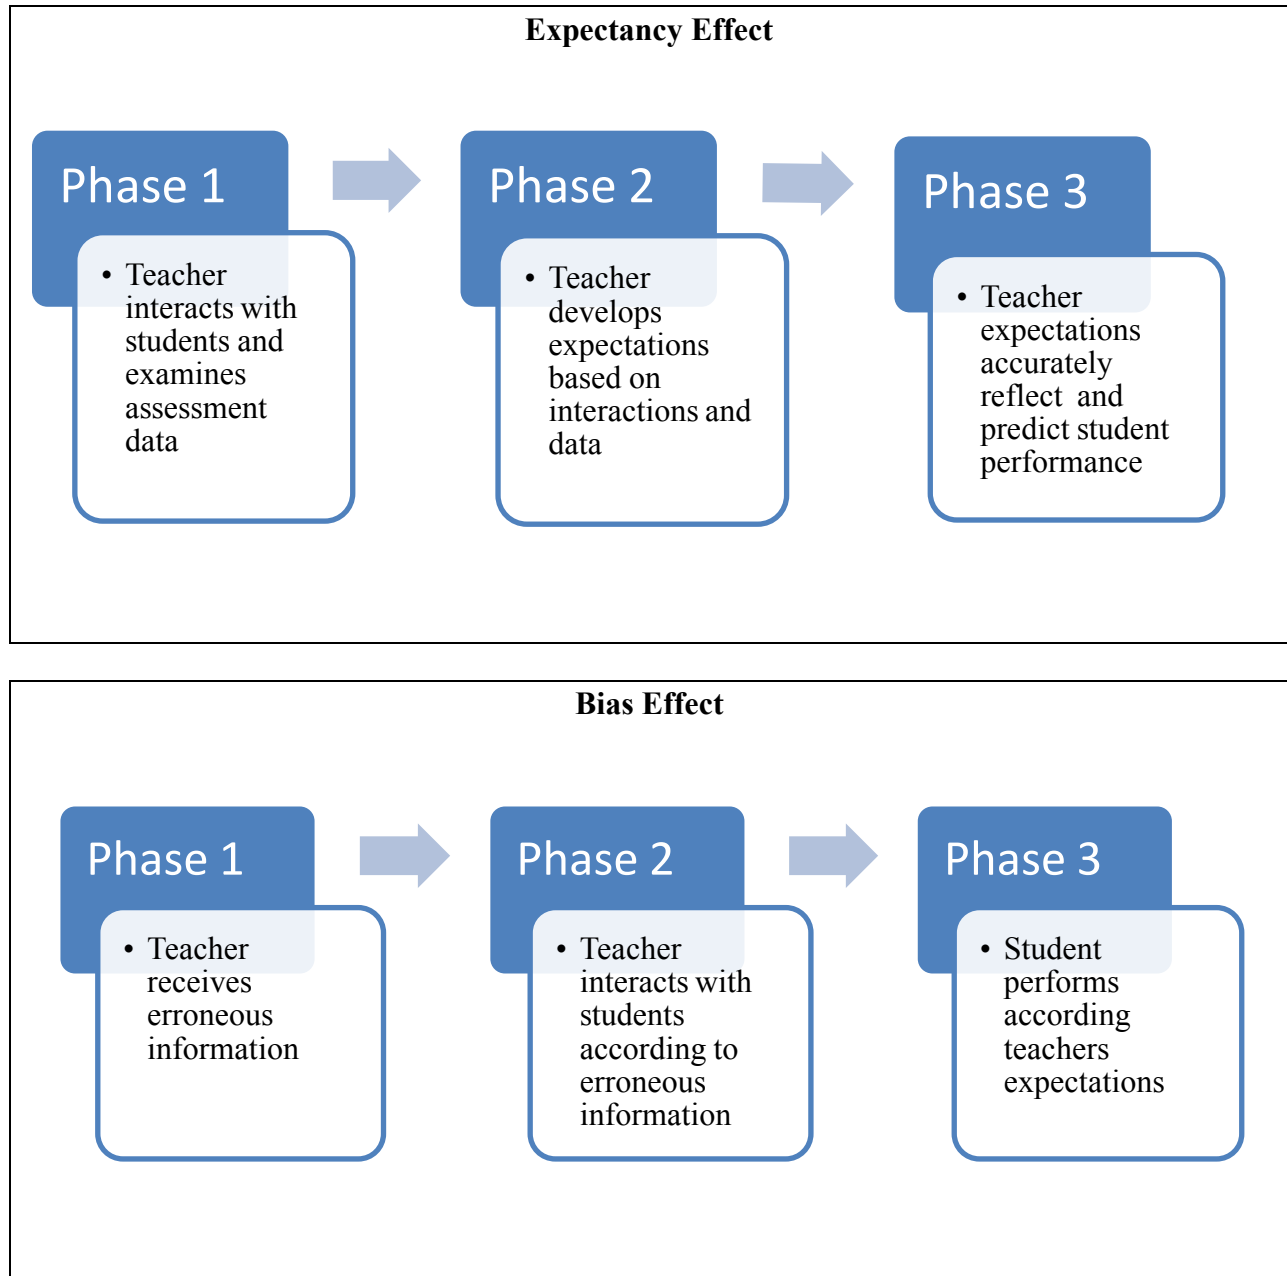 Expectancy Effect
Phase 1
• Teacher
interacts with
students and
examines
assessment
data
Phase 2
• Teacher
develops
expectations
based on
interactions and
data
Phase 3
• Teacher
expectations
accurately
reflect and
predict student
performance
Bias Effect
Phase 1
• Teacher
receives
erroneous
information
Phase 2
• Teacher
interacts with
students
according to
erroneous
information
Phase 3
• Student
performs
according
teachers
expectations